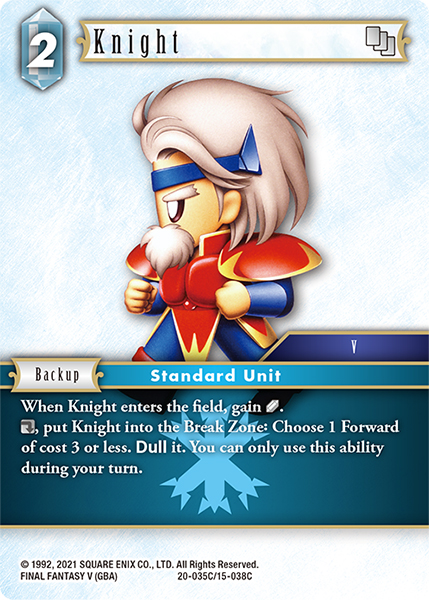 2
Knight
V
Backup
Standard Unit
When Knight enters the field, gain .
, put Knight into the Break Zone: Choose 1 Forward
of cost 3 or less. Dull it. You can only use this ability
during your turn.
© 1992, 2021 SQUARE ENIX CO., LTD. All Rights Reserved.
FINAL FANTASY V (GBA)
20-035C/15-038C